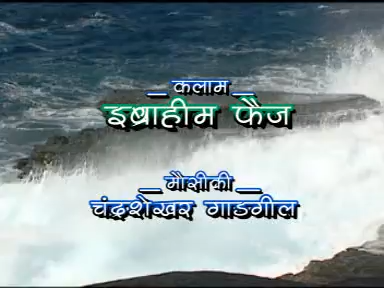 _ कलाम _
इब्राहीम फैज
_ मौसीकी _
चंद्रशेखर गाडगील